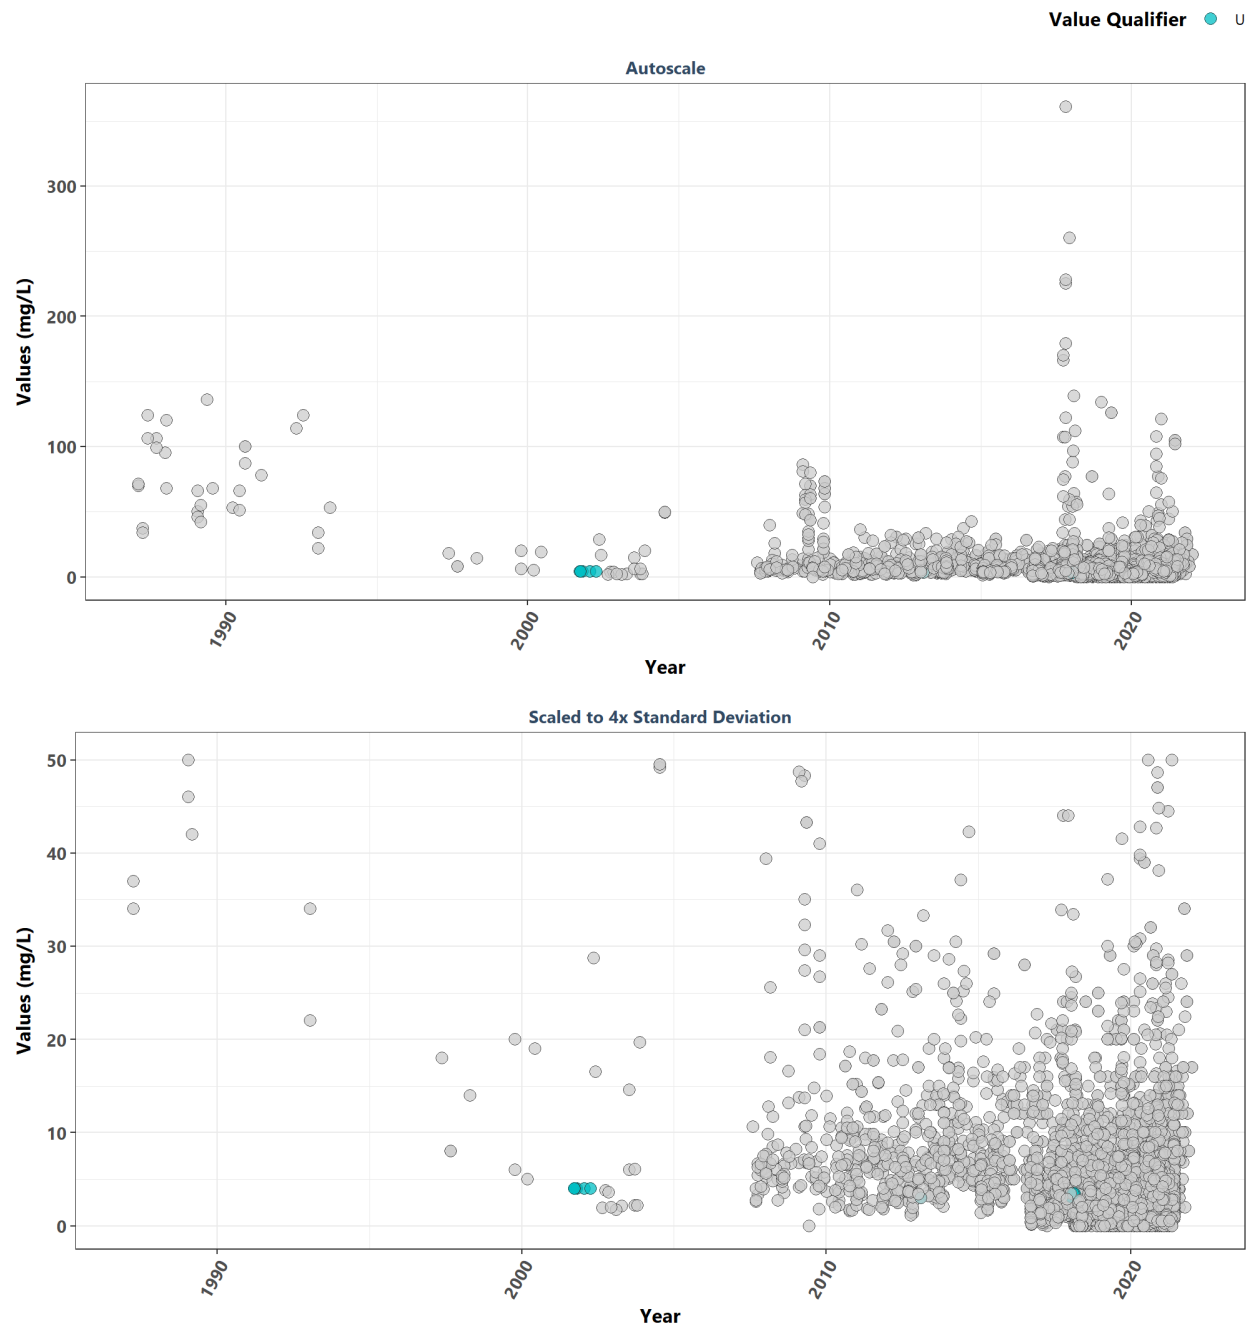 Value Qualifier U
Autoscale
300
200
100
0
Values (mg/L)
1990 2000 2010 2020
Year
Scaled to 4x Standard Deviation
50
40
30
20
10
0
Values (mg/L)
1990 2000 2010 2020
Year